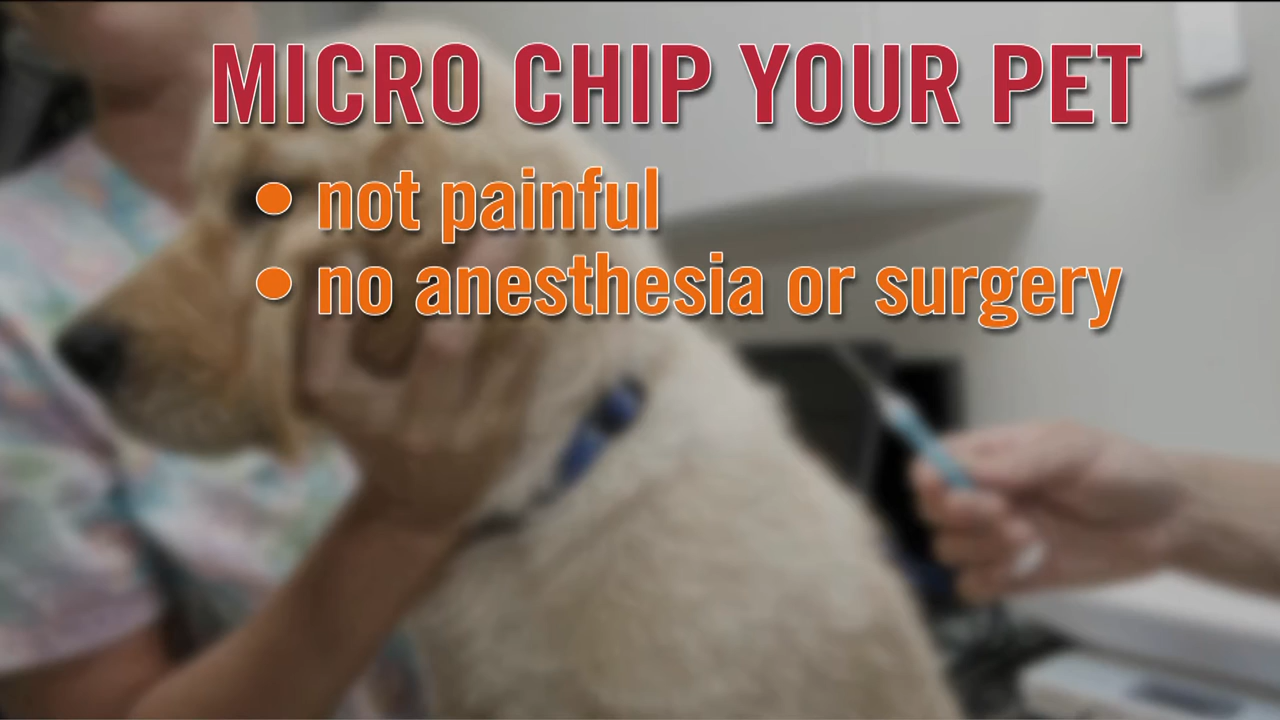 MICRO CHIP YOUR PET
• not painful
• no anesthesia or surgery